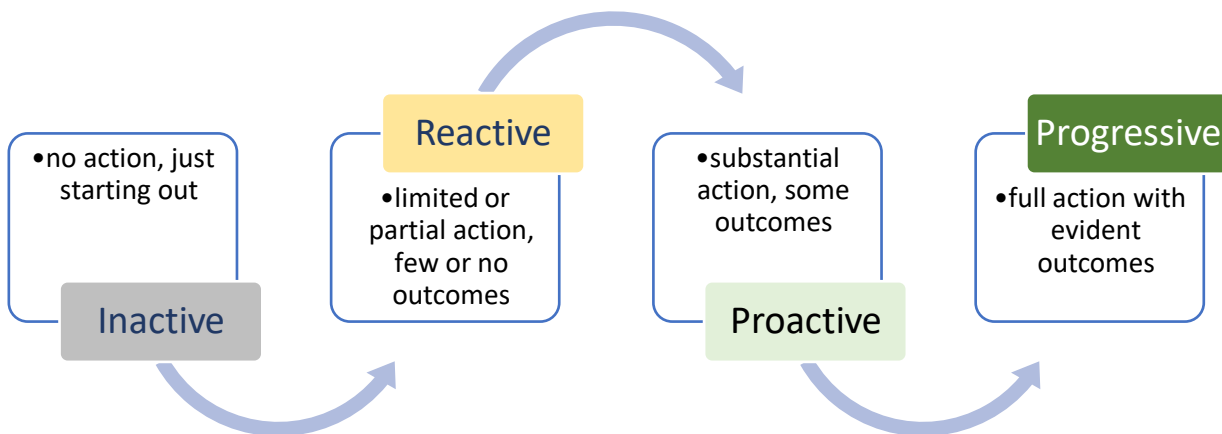 •no action, just
starting out
Inactive
Reactive
•limited or
partial action,
few or no
outcomes
•substantial
action, some
outcomes
Proactive
Progressive
•full action with
evident
outcomes